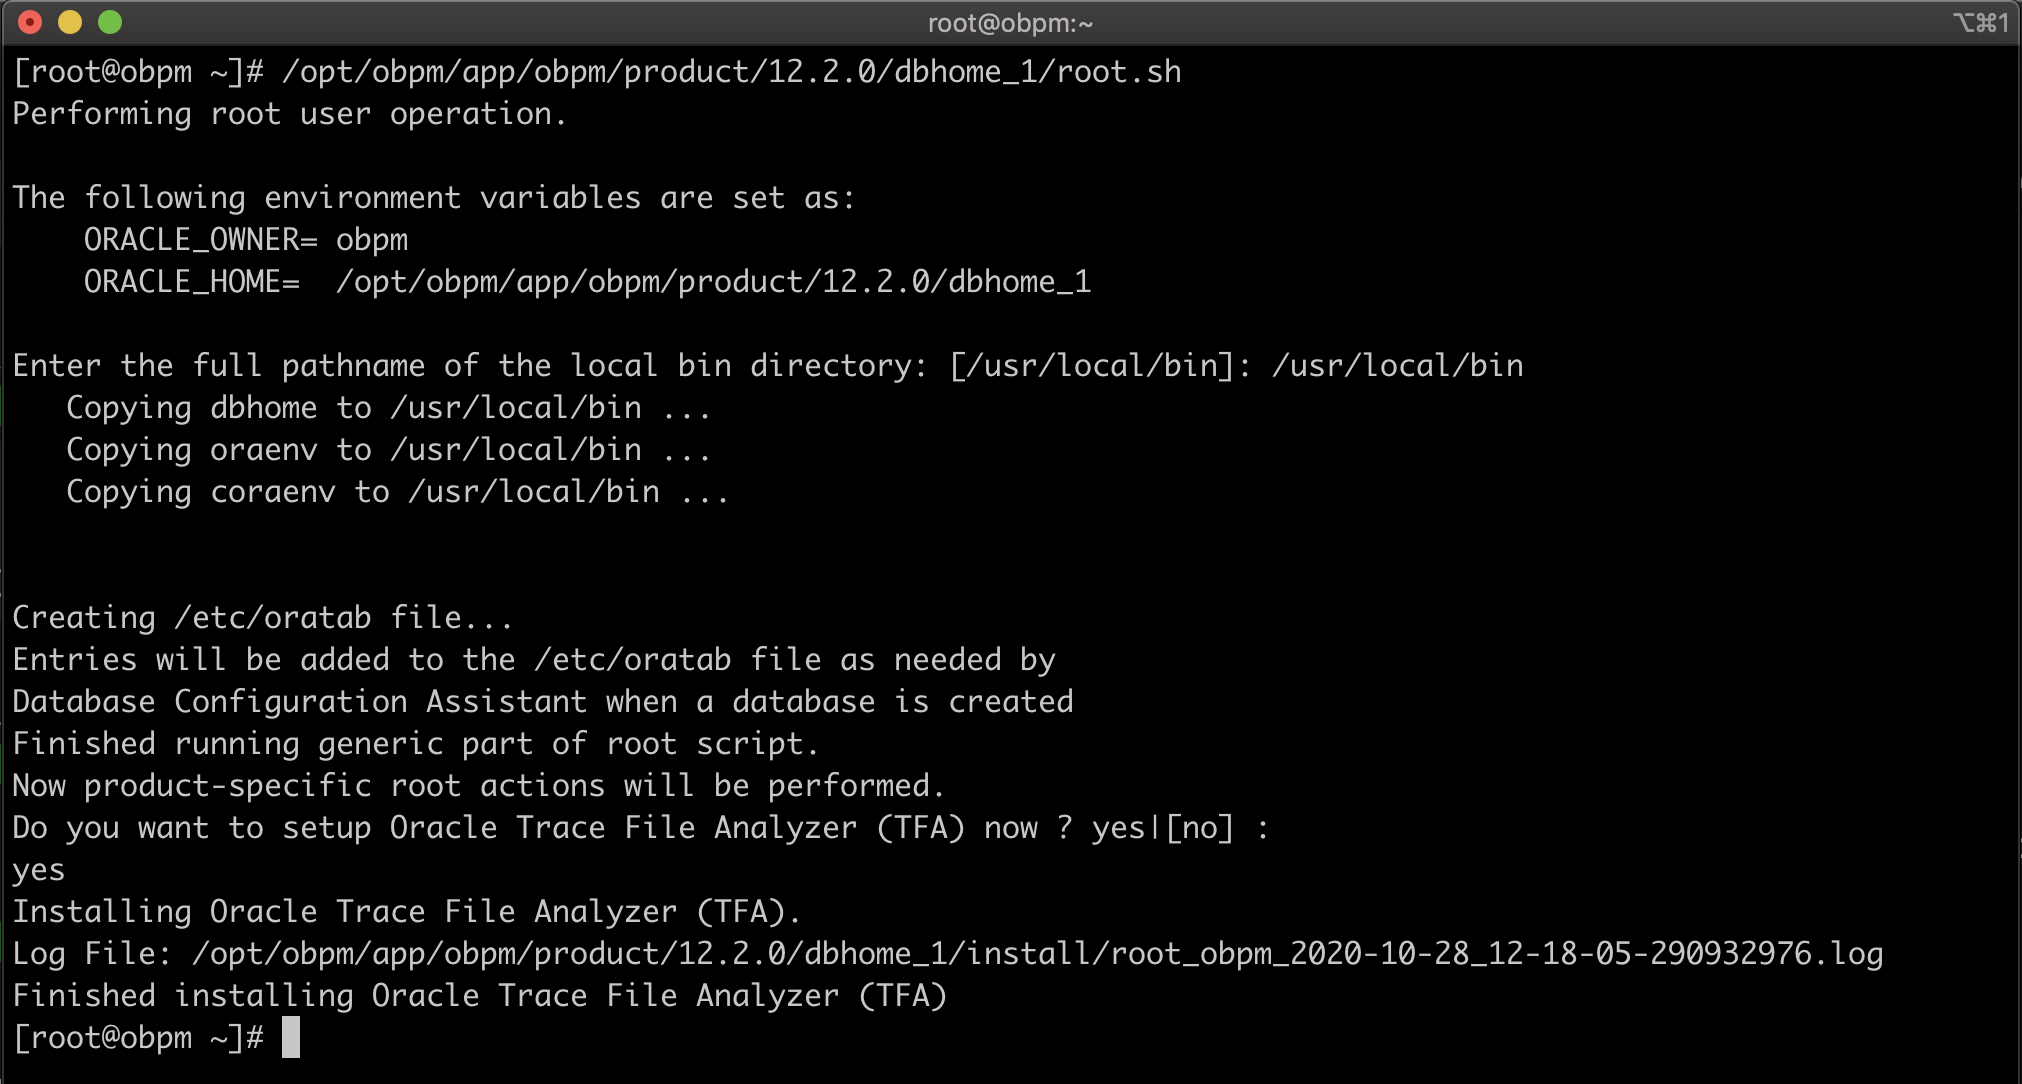 root@obpm:~
⌥⌘1
[root@obpm ~]# /opt/obpm/app/obpm/product/12.2.0/dbhome_1/root.sh
Performing root user operation.
The following environment variables are set as:
    ORACLE_OWNER= obpm
    ORACLE_HOME=  /opt/obpm/app/obpm/product/12.2.0/dbhome_1
Enter the full pathname of the local bin directory: [/usr/local/bin]: /usr/local/bin
   Copying dbhome to /usr/local/bin ...
   Copying oraenv to /usr/local/bin ...
   Copying coraenv to /usr/local/bin ...
Creating /etc/oratab file...
Entries will be added to the /etc/oratab file as needed by
Database Configuration Assistant when a database is created
Finished running generic part of root script.
Now product-specific root actions will be performed.
Do you want to setup Oracle Trace File Analyzer (TFA) now ? yes|[no] :
yes
Installing Oracle Trace File Analyzer (TFA).
Log File: /opt/obpm/app/obpm/product/12.2.0/dbhome_1/install/root_obpm_2020-10-28_12-18-05-290932976.log
Finished installing Oracle Trace File Analyzer (TFA)
[root@obpm ~]#